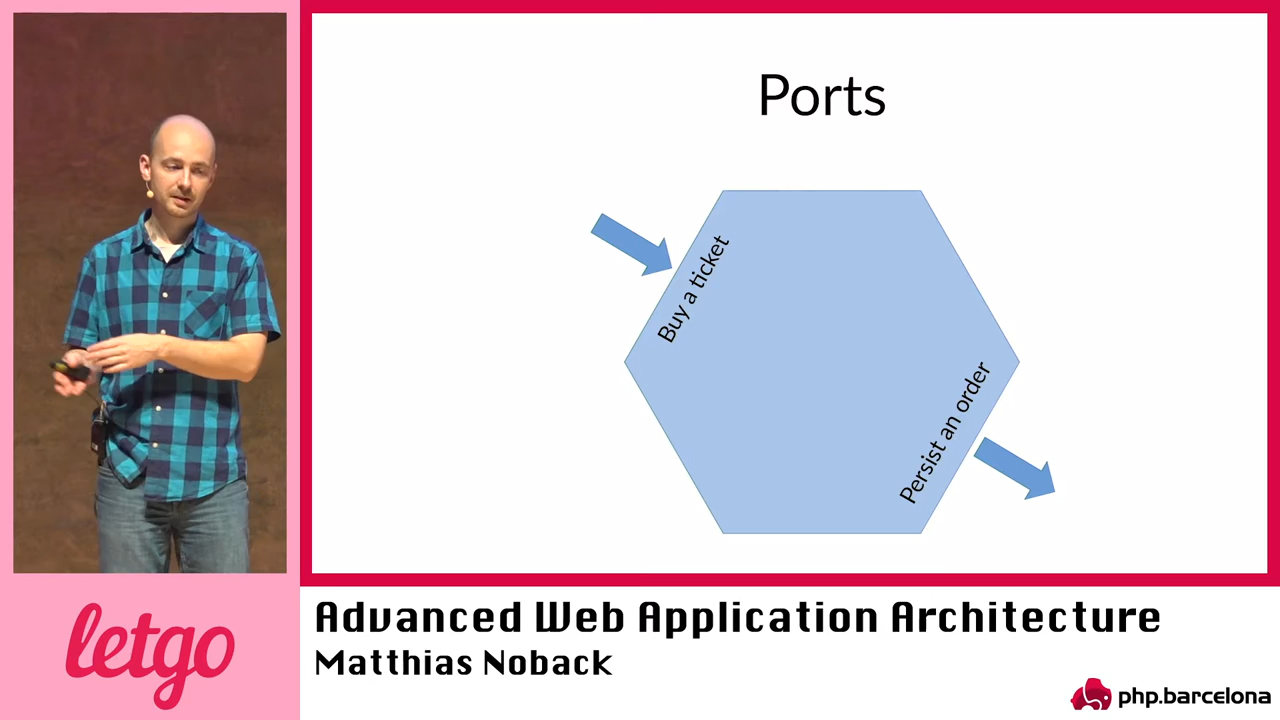 Ports
Buy a ticket
Persist an order
letgo
Advanced Web Application Architecture
Matthias Noback
php.barcelona